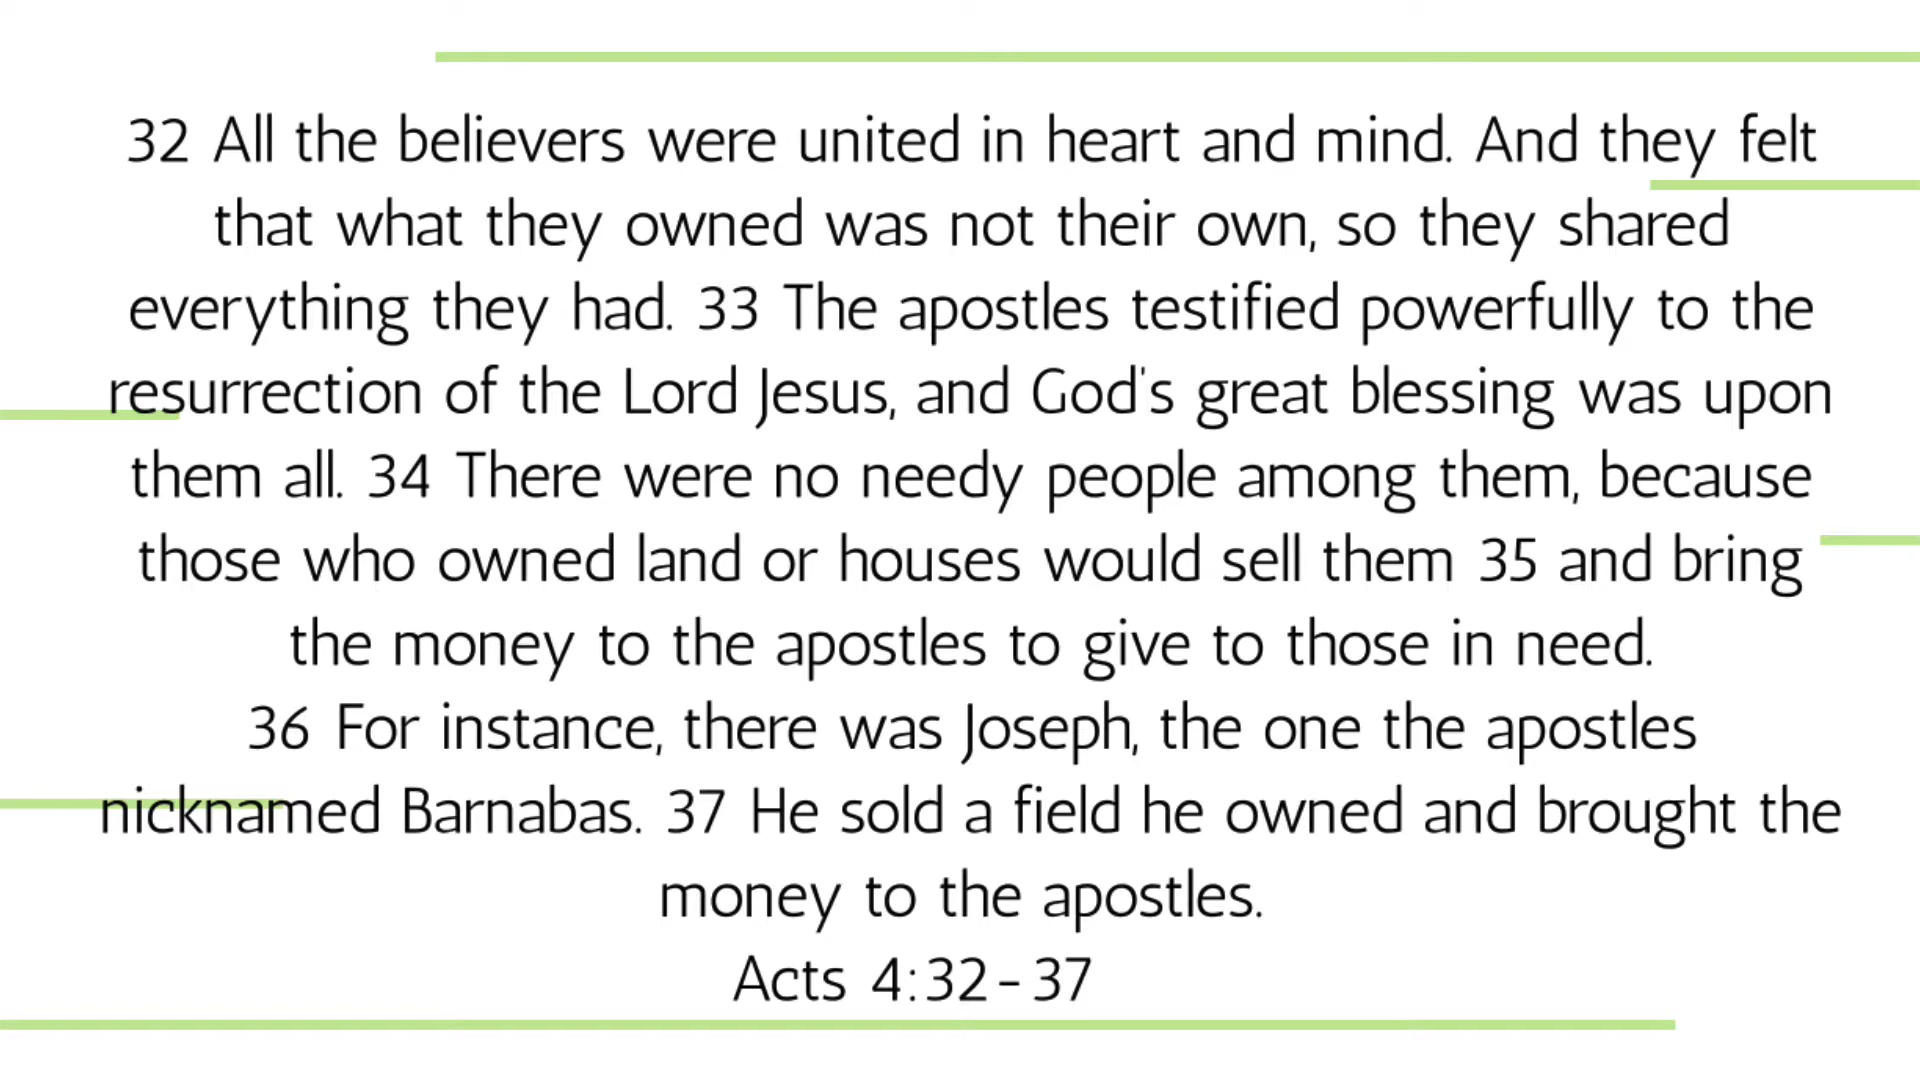 32 All the believers were united in heart and mind. And they felt
that what they owned was not their own, so they shared
everything they had. 33 The apostles testified powerfully to the
resurrection of the Lord Jesus, and God's great blessing was upon
them all. 34 There were no needy people among them, because
those who owned land or houses would sell them 35 and bring
the money to the apostles to give to those in need.
36 For instance, there was Joseph, the one the apostles
nicknamed Barnabas. 37 He sold a field he owned and brought the
money to the apostles.
Acts 4:32-37